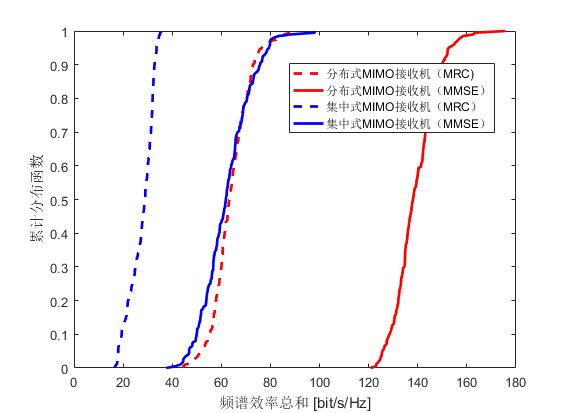 1
0.9
0.8
0.7
0.6
0.5
0.4
0.3
0.2
0.1
0
累计分布函数
分布式MIMO接收机（MRC)
分布式MIMO接收机（MMSE）
集中式MIMO接收机（MRC）
集中式MIMO接收机（MMSE）
0 20 40 60 80 100 120 140 160 180
频谱效率总和 [bit/s/Hz]